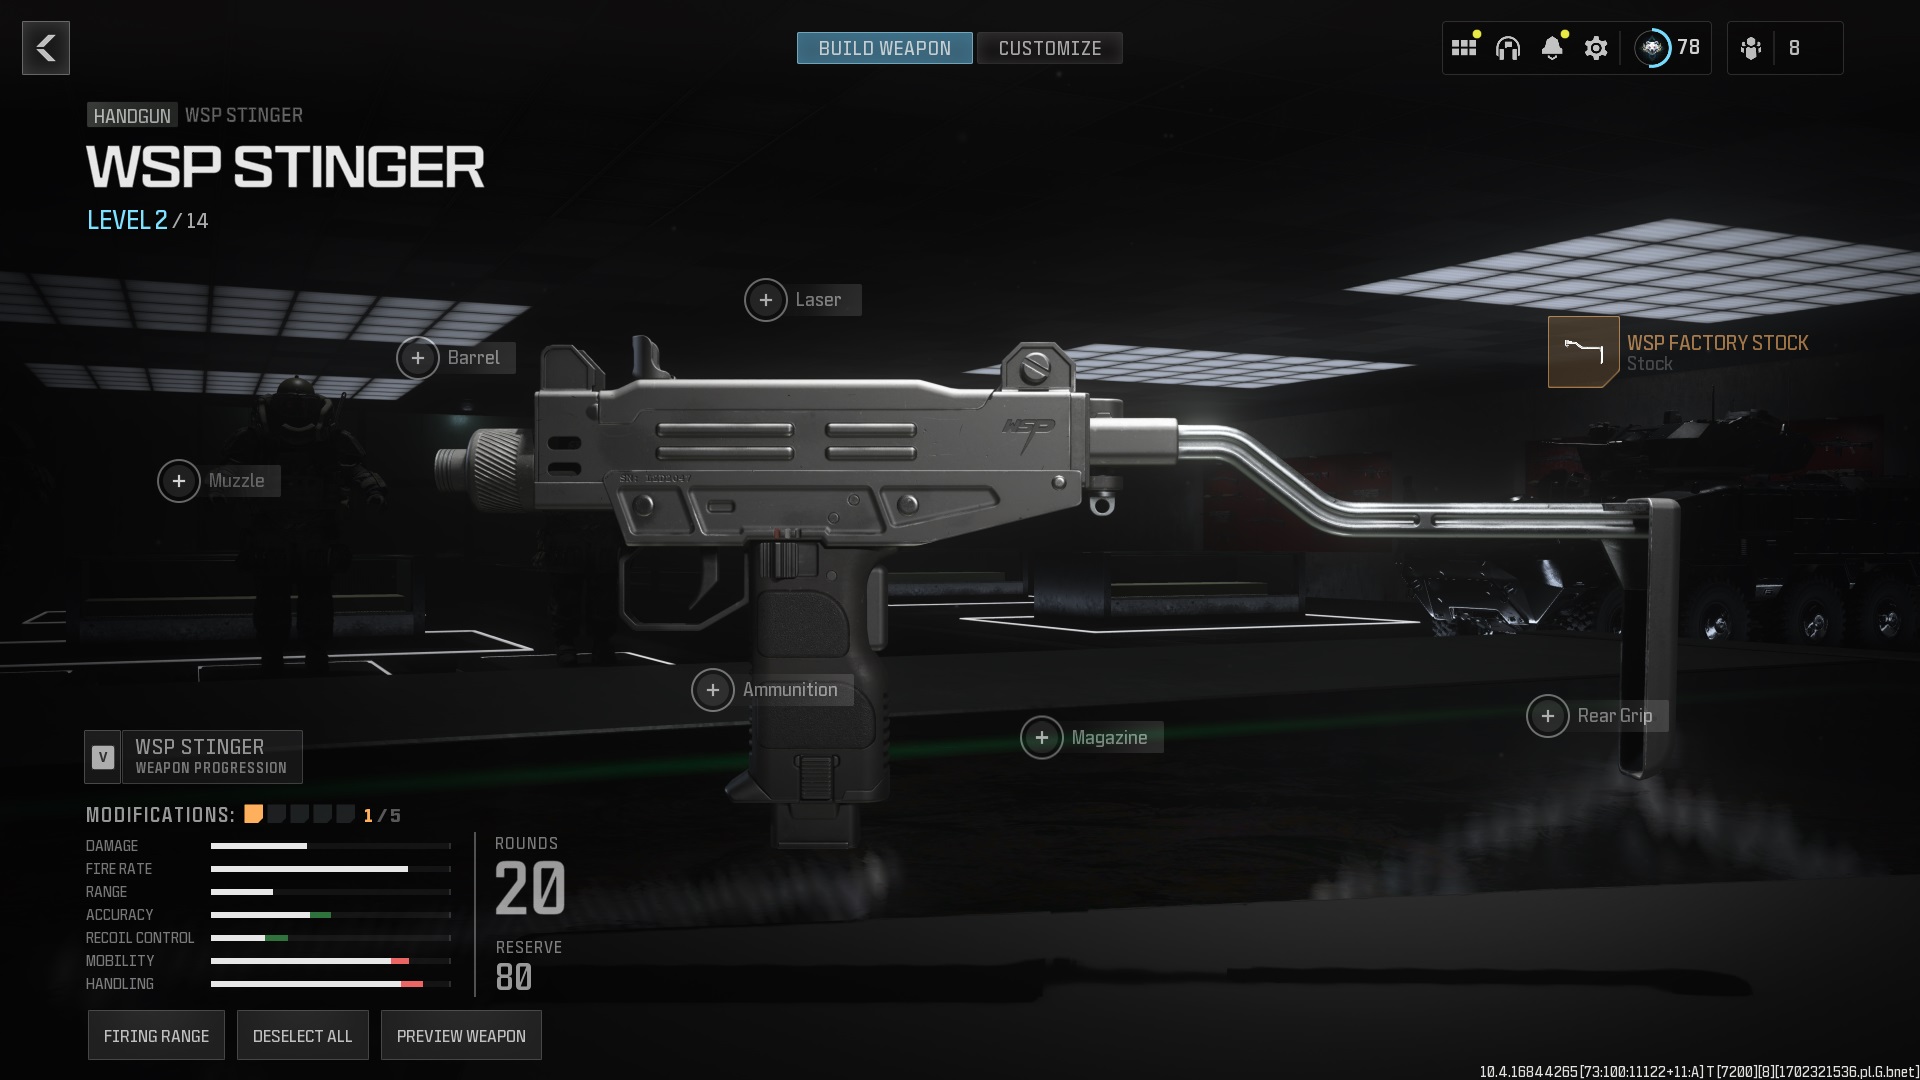 BUILD WEAPON
CUSTOMIZE
78
8
HANDGUN WSP STINGER
WSP STINGER
LEVEL 2 / 14
Laser
Barrel
WSP FACTORY STOCK
Stock
WSP
Muzzle
Ammunition
Rear Grip
Magazine
V
WSP STINGER
WEAPON PROGRESSION
MODIFICATIONS: 1 / 5
DAMAGE
FIRE RATE
RANGE
ACCURACY
RECOIL CONTROL
MOBILITY
HANDLING
ROUNDS
20
RESERVE
80
FIRING RANGE
DESELECT ALL
PREVIEW WEAPON
10.4.16844265[73:100:11122+11:A] T [7200][8][1702321536.pl.G.bnet]